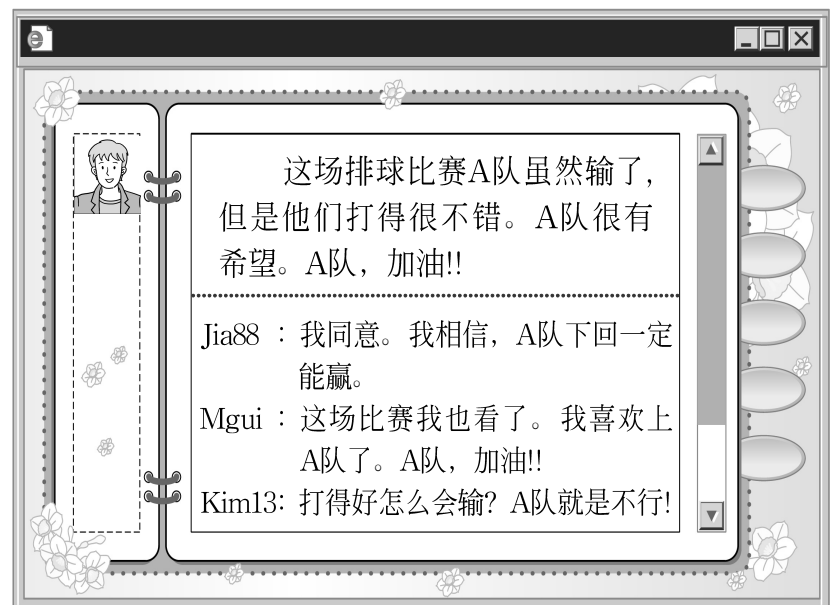 这场排球比赛A队虽然输了，
但是他们打得很不错。A队很有
希望。A队，加油!!
Jia88 ：我同意。我相信，A队下回一定
能赢。
Mgui ：这场比赛我也看了。我喜欢上
A队了。A队，加油!!
Kim13：打得好怎么会输？A队就是不行!